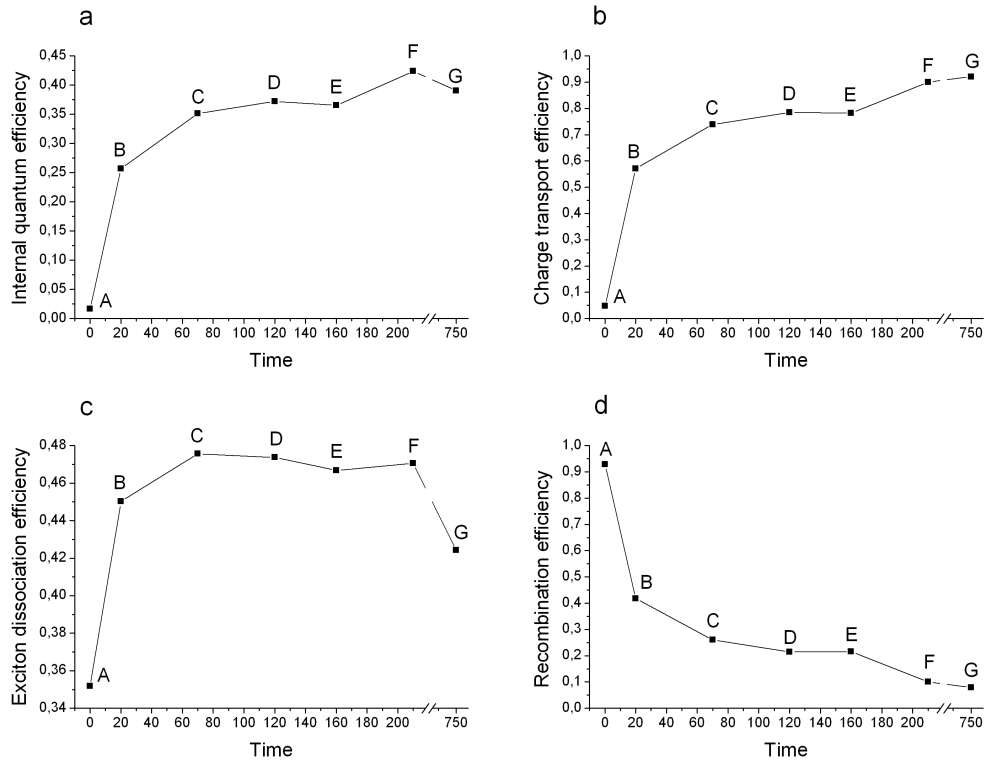 a
Internal quantum efficiency
0,45
0,40
0,35
0,30
0,25
0,20
0,15
0,10
0,05
0,00
A
B
C
D
E
F
G
0 20 40 60 80 100 120 140 160 180 200 750
Time
b
Charge transport efficiency
1,0
0,9
0,8
0,7
0,6
0,5
0,4
0,3
0,2
0,1
0,0
A
B
C
D
E
F
G
0 20 40 60 80 100 120 140 160 180 200 750
Time
c
Exciton dissociation efficiency
0,48
0,46
0,44
0,42
0,40
0,38
0,36
0,34
A
B
C
D
E
F
G
0 20 40 60 80 100 120 140 160 180 200 750
Time
d
Recombination efficiency
1,0
0,9
0,8
0,7
0,6
0,5
0,4
0,3
0,2
0,1
0,0
A
B
C
D
E
F
G
0 20 40 60 80 100 120 140 160 180 200 750
Time